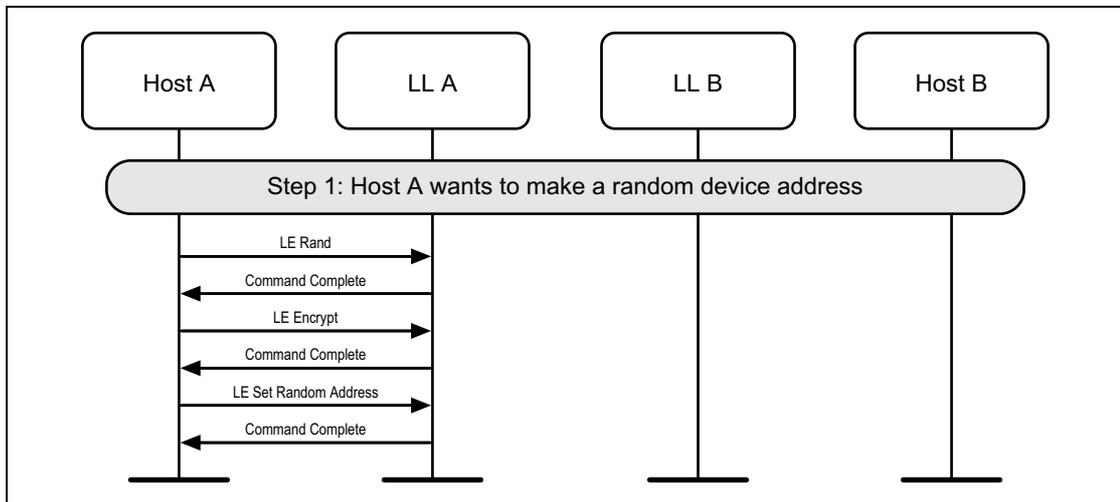 Host A
LL A
LL B
Host B
Step 1: Host A wants to make a random device address
LE Rand
Command Complete
LE Encrypt
Command Complete
LE Set Random Address
Command Complete